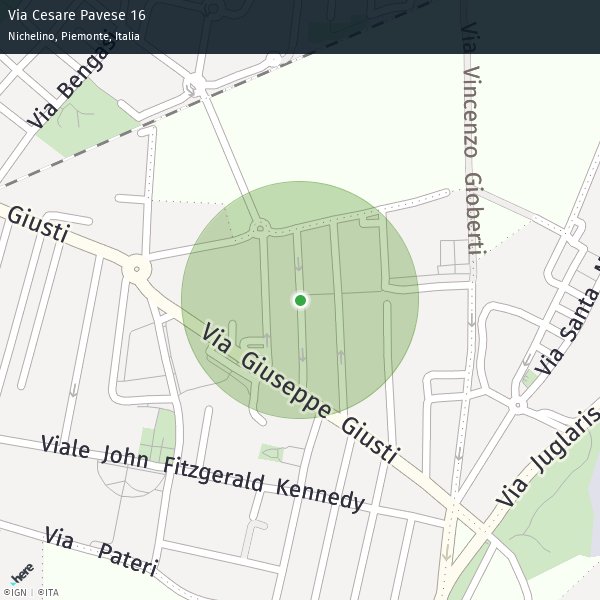 Via Cesare Pavese 16
Nichelino, Piemonte, Italia
Via Bengasi
Via Vincenzo Gioberti
Giusti
Via Giuseppe Giusti
Viale John Fitzgerald Kennedy
Via Santa
Via Juglaris
Via Pateri
here
©IGN | ©ITA